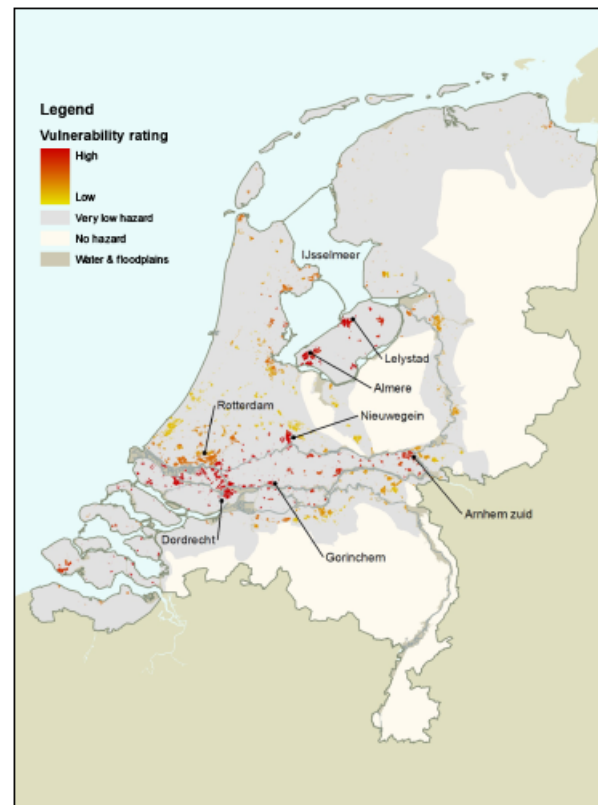 Legend
Vulnerability rating
High
Low
Very low hazard
No hazard
Water & floodplains
IJsselmeer
Lelystad
Almere
Rotterdam
Nieuwegein
Arnhem zuid
Dordrecht
Gorinchem